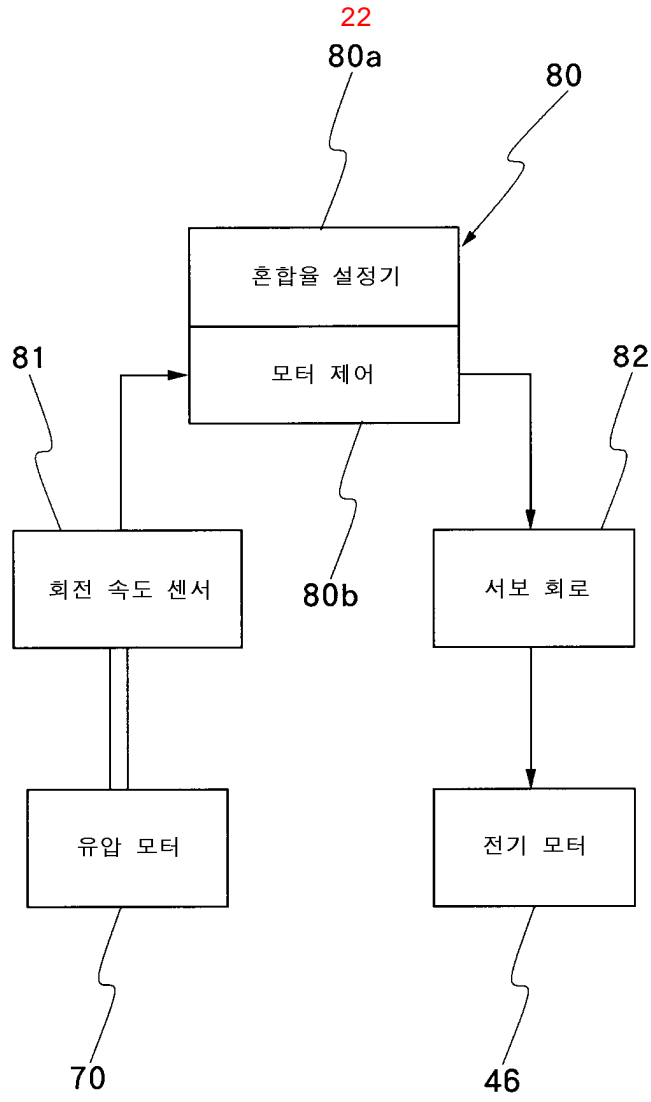 22
80a
80
혼합율 설정기
81
모터 제어
82
회전 속도 센서
80b
서보 회로
유압 모터
전기 모터
70
46